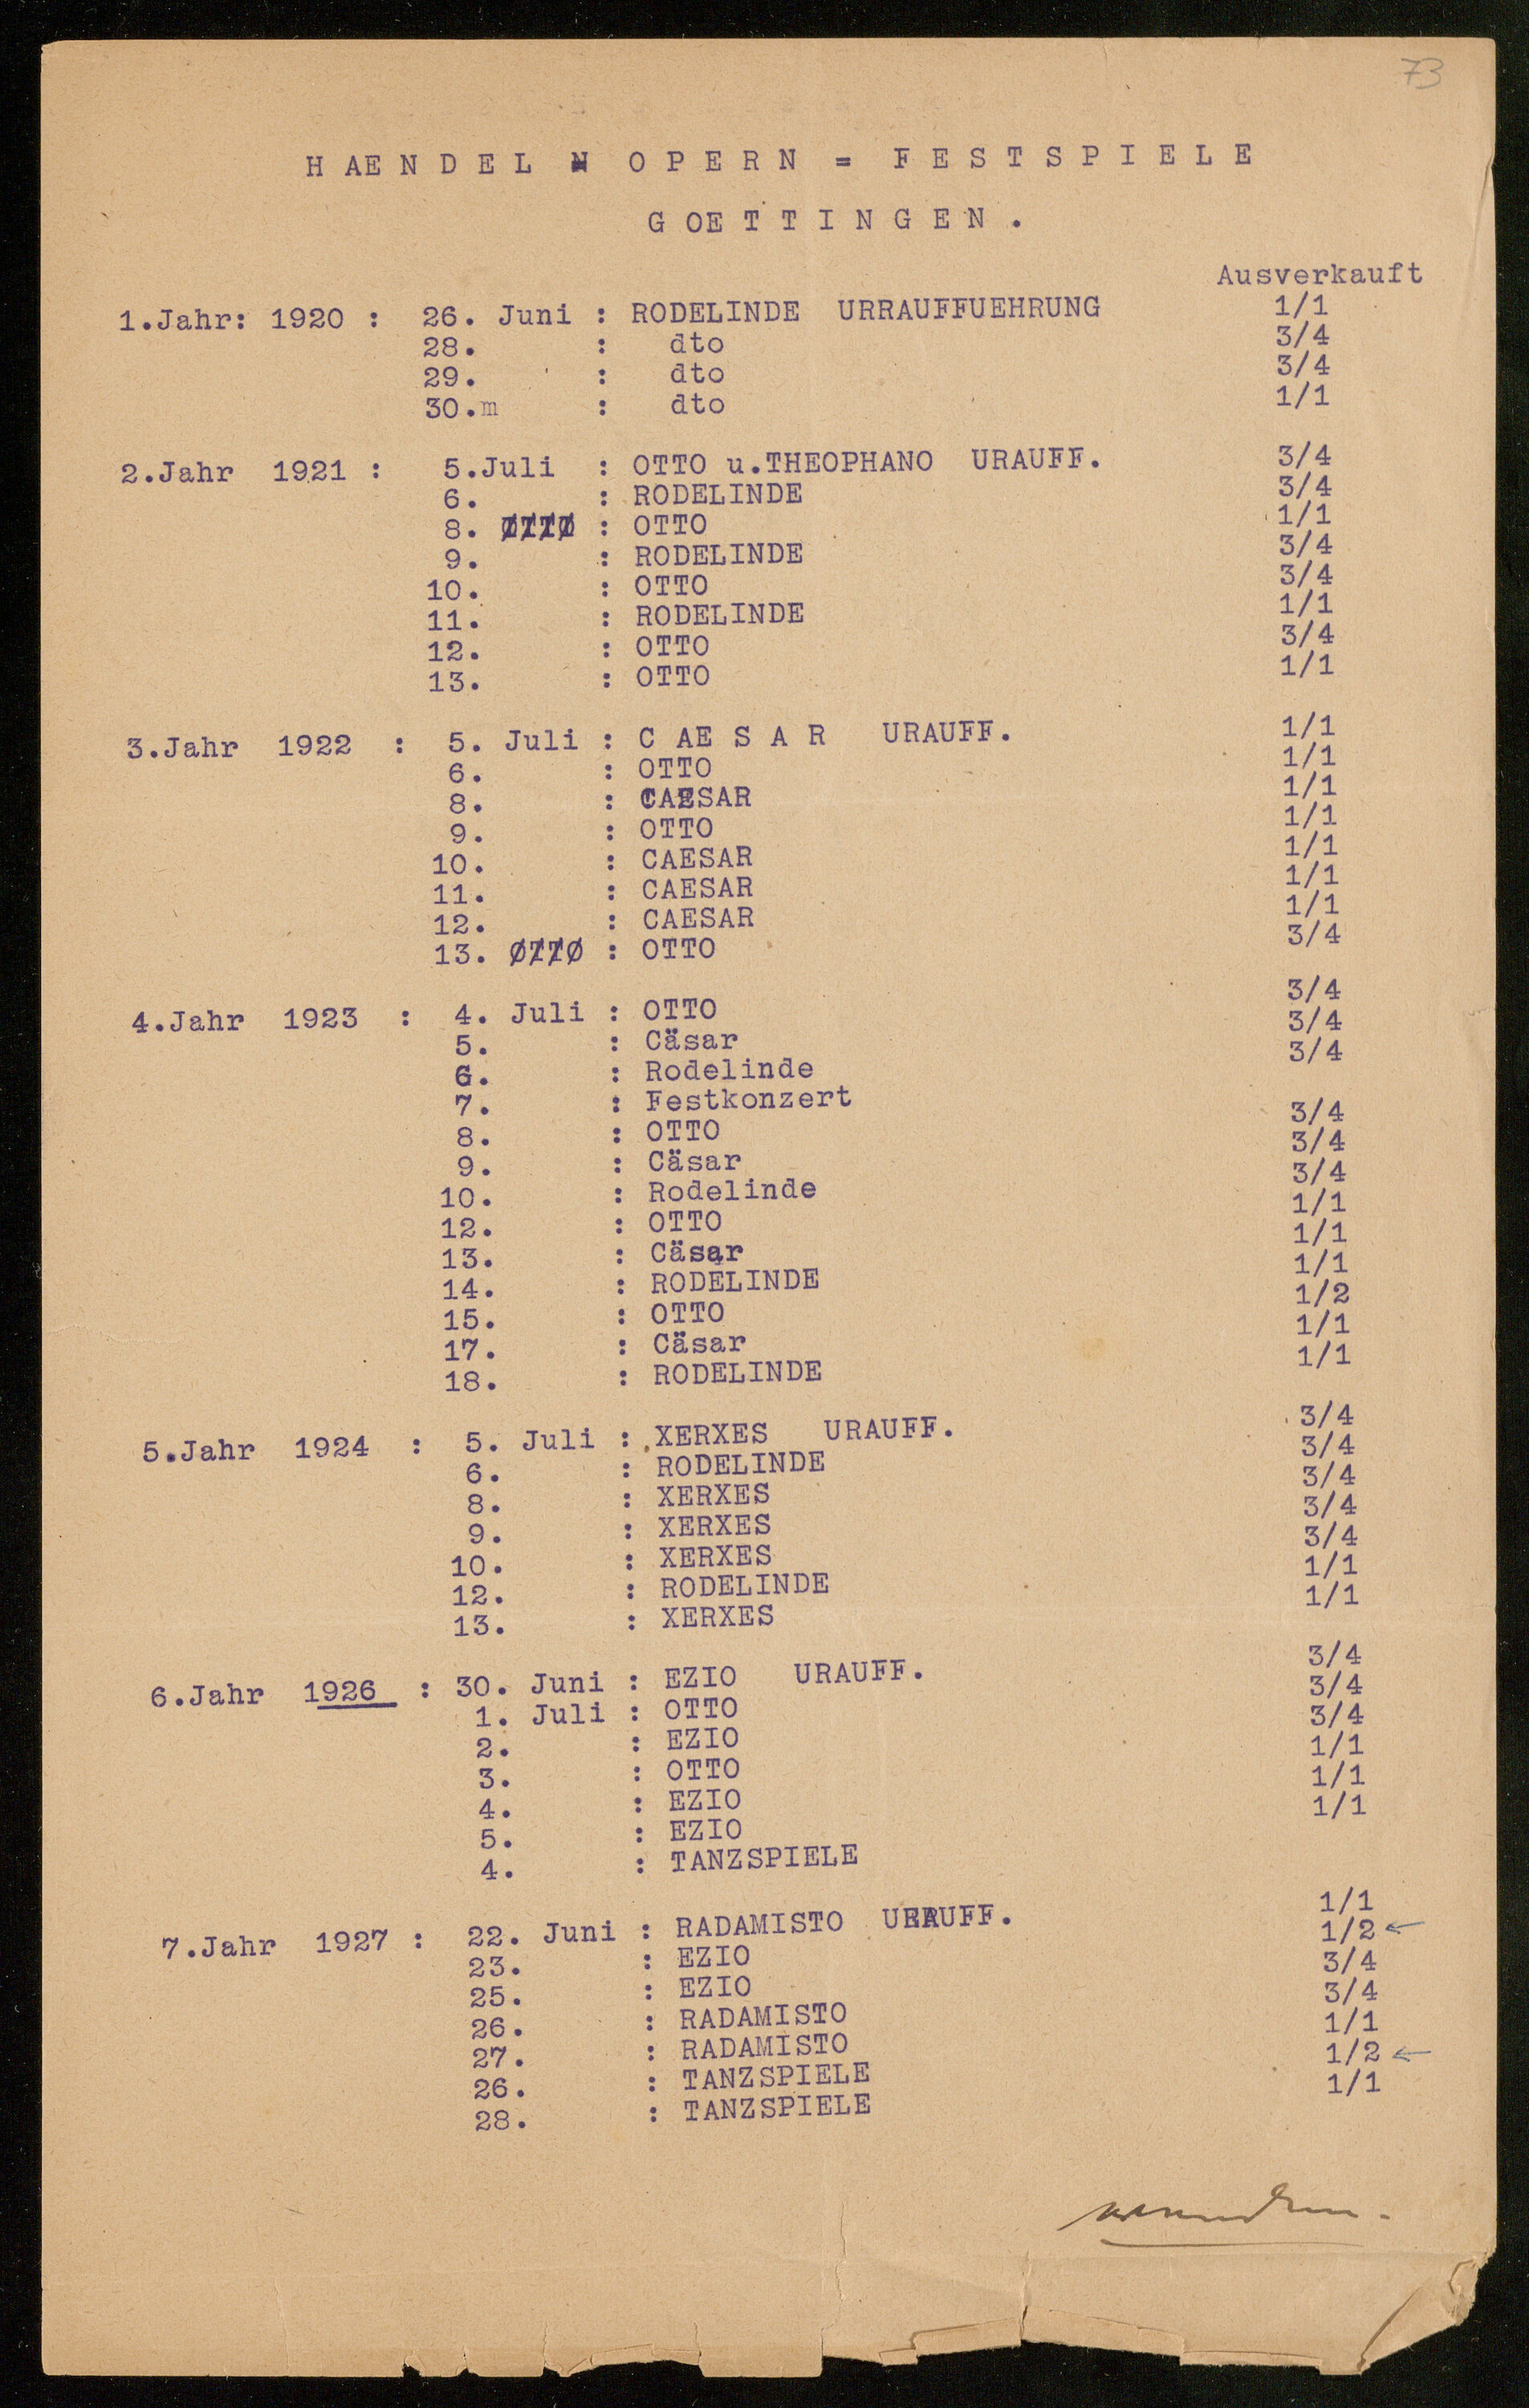 73
HAENDEL OPERN = FESTSPIELE
GOETTINGEN.
Ausverkauft
1.Jahr: 1920 : 26. Juni : RODELINDE URRAUFFUEHRUNG 1/1
28. : dto 3/4
29. : dto 3/4
30.m : dto 1/1
2.Jahr 1921 : 5.Juli : OTTO u.THEOPHANO URAUFF. 3/4
6. : RODELINDE 3/4
8. OTTO : OTTO 1/1
9. : RODELINDE 3/4
10. : OTTO 3/4
11. : RODELINDE 1/1
12. : OTTO 3/4
13. : OTTO 1/1
3.Jahr 1922 : 5. Juli : C AE S A R URAUFF. 1/1
6. : OTTO 1/1
8. : CAESAR 1/1
9. : OTTO 1/1
10. : CAESAR 1/1
11. : CAESAR 1/1
12. : CAESAR 1/1
13. OTTO : OTTO 3/4
4.Jahr 1923 : 4. Juli : OTTO 3/4
5. : Cäsar 3/4
6. : Rodelinde 3/4
7. : Festkonzert
8. : OTTO 3/4
9. : Cäsar 3/4
10. : Rodelinde 3/4
12. : OTTO 1/1
13. : Cäsar 1/1
14. : RODELINDE 1/1
15. : OTTO 1/2
17. : Cäsar 1/1
18. : RODELINDE 1/1
5.Jahr 1924 : 5. Juli : XERXES URAUFF. 3/4
6. : RODELINDE 3/4
8. : XERXES 3/4
9. : XERXES 3/4
10. : XERXES 3/4
12. : RODELINDE 1/1
13. : XERXES 1/1
6.Jahr 1926 : 30. Juni : EZIO URAUFF. 3/4
1. Juli : OTTO 3/4
2. : EZIO 3/4
3. : OTTO 1/1
4. : EZIO 1/1
5. : EZIO 1/1
4. : TANZSPIELE
7.Jahr 1927 : 22. Juni : RADAMISTO URAUFF. 1/1
23. : EZIO 1/2 ←
25. : EZIO 3/4
26. : RADAMISTO 3/4
27. : RADAMISTO 1/1
26. : TANZSPIELE 1/2 ←
28. : TANZSPIELE 1/1